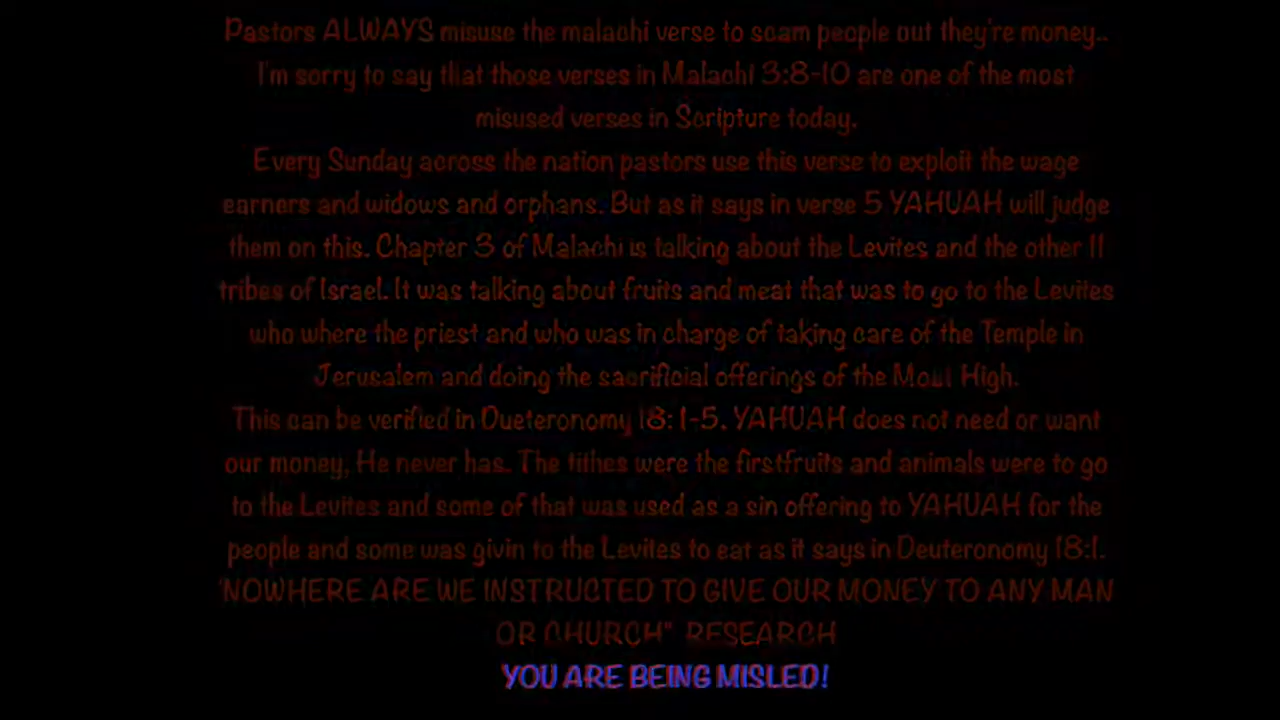 Pastors ALWAYS misuse the malachi verse to scam people out they're money..
I'm sorry to say that those verses in Malachi 3:8-10 are one of the most
misused verses in Scripture today.
Every Sunday across the nation pastors use this verse to exploit the wage
earners and widows and orphans. But as it says in verse 5 YAHUAH will judge
them on this. Chapter 3 of Malachi is talking about the Levites and the other 11
tribes of Israel. It was talking about fruits and meat that was to go to the Levites
who where the priest and who was in charge of taking care of the Temple in
Jerusalem and doing the sacrificial offerings of the Most High.
This can be verified in Dueteronomy 18:1-5. YAHUAH does not need or want
our money, He never has. The tithes were the firstfruits and animals were to go
to the Levites and some of that was used as a sin offering to YAHUAH for the
people and some was givin to the Levites to eat as it says in Deuteronomy 18:1.
"NOWHERE ARE WE INSTRUCTED TO GIVE OUR MONEY TO ANY MAN
OR CHURCH" RESEARCH
YOU ARE BEING MISLED!